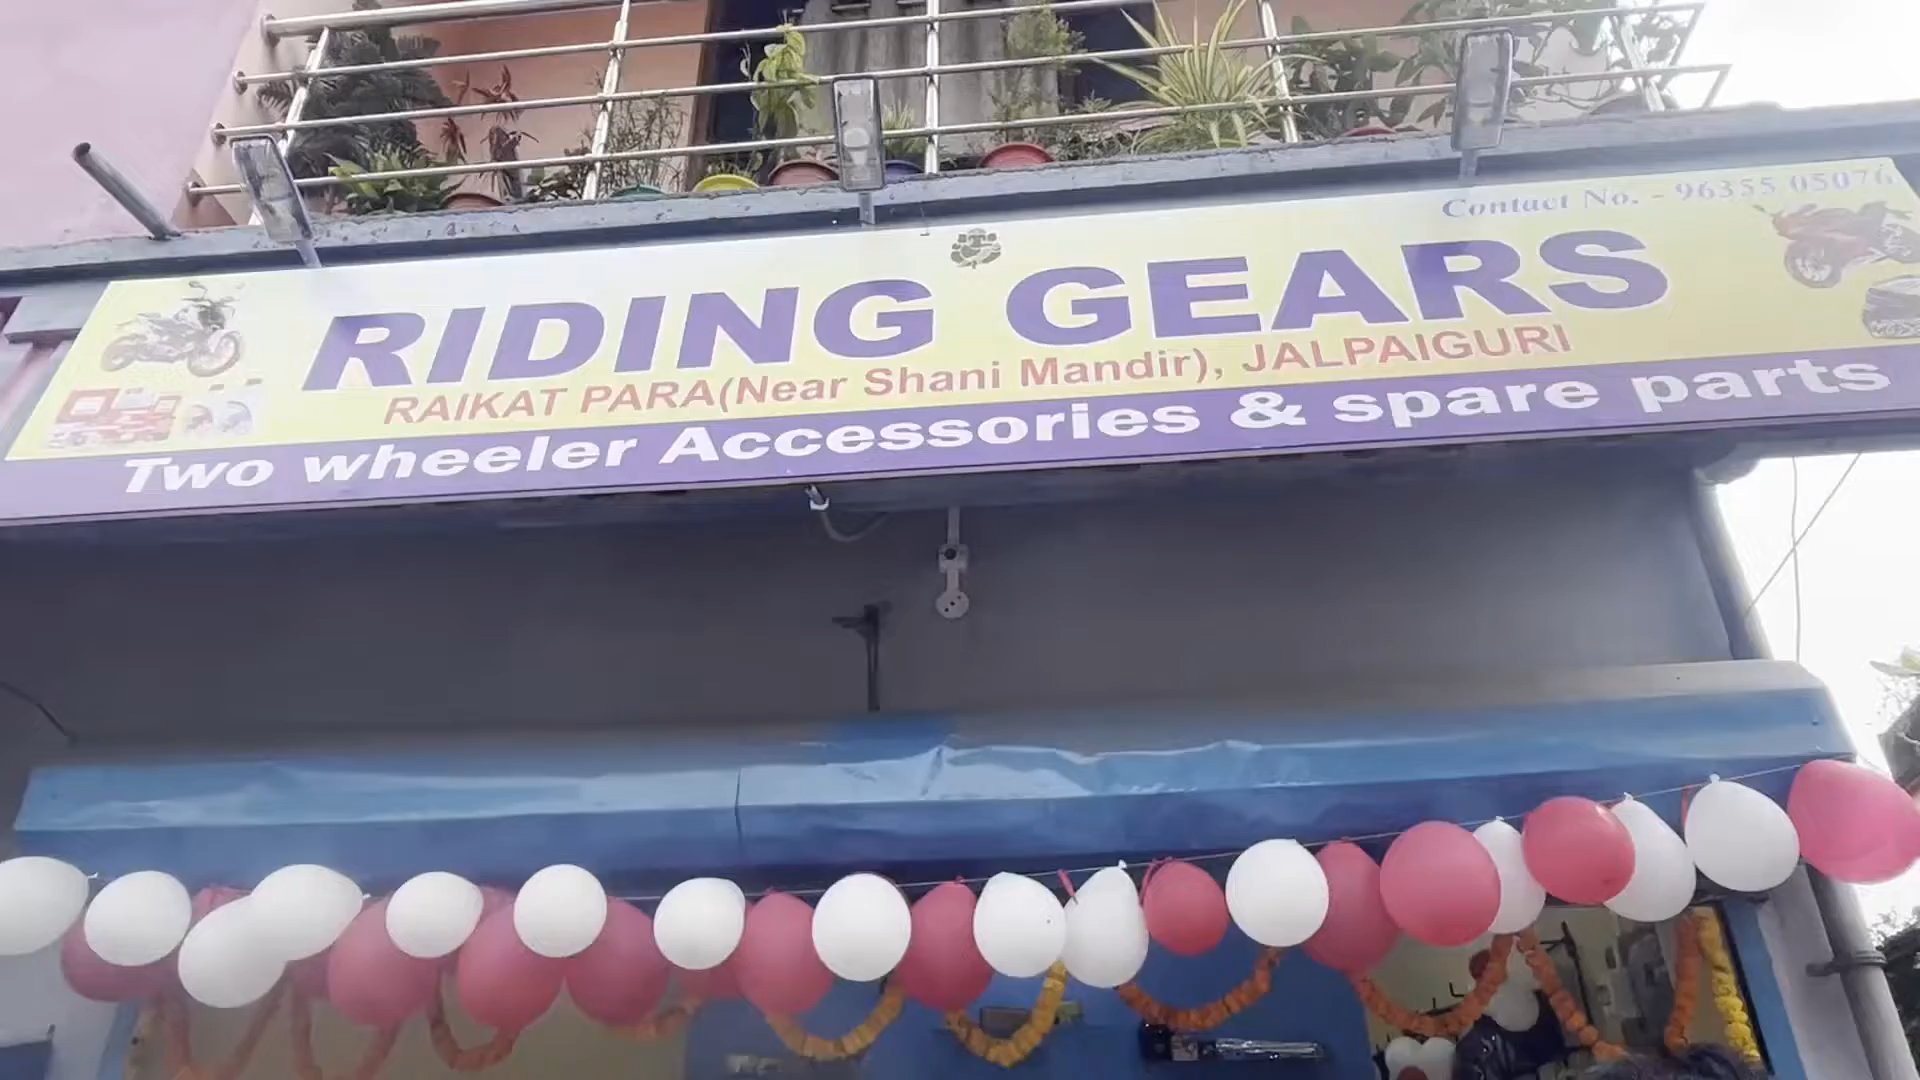 Contact No. - 96355 05076
RIDING GEARS
RAIKAT PARA(Near Shani Mandir), JALPAIGURI
Two wheeler Accessories & spare parts